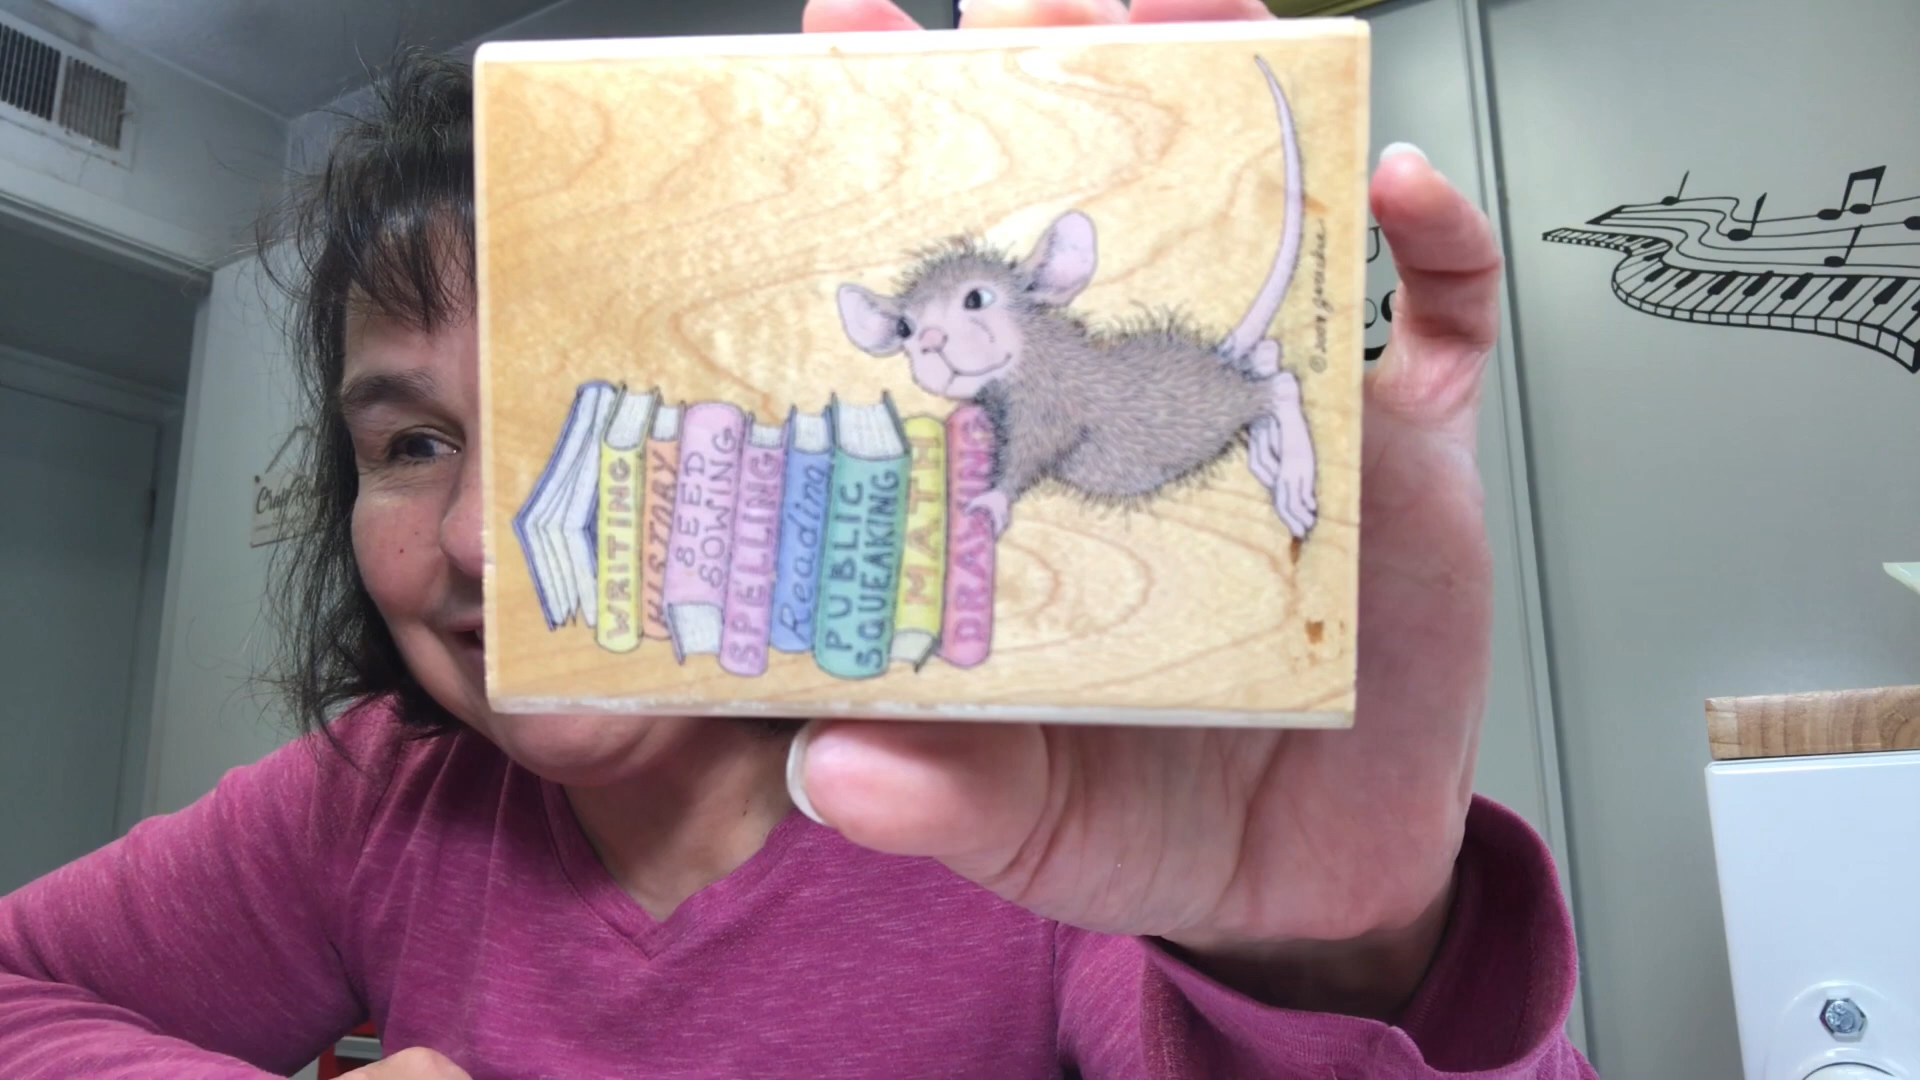 WRITING
HISTORY
SEED
SOWING
SPELLING
Reading
PUBLIC
SQUEAKING
MATH
DRAWING